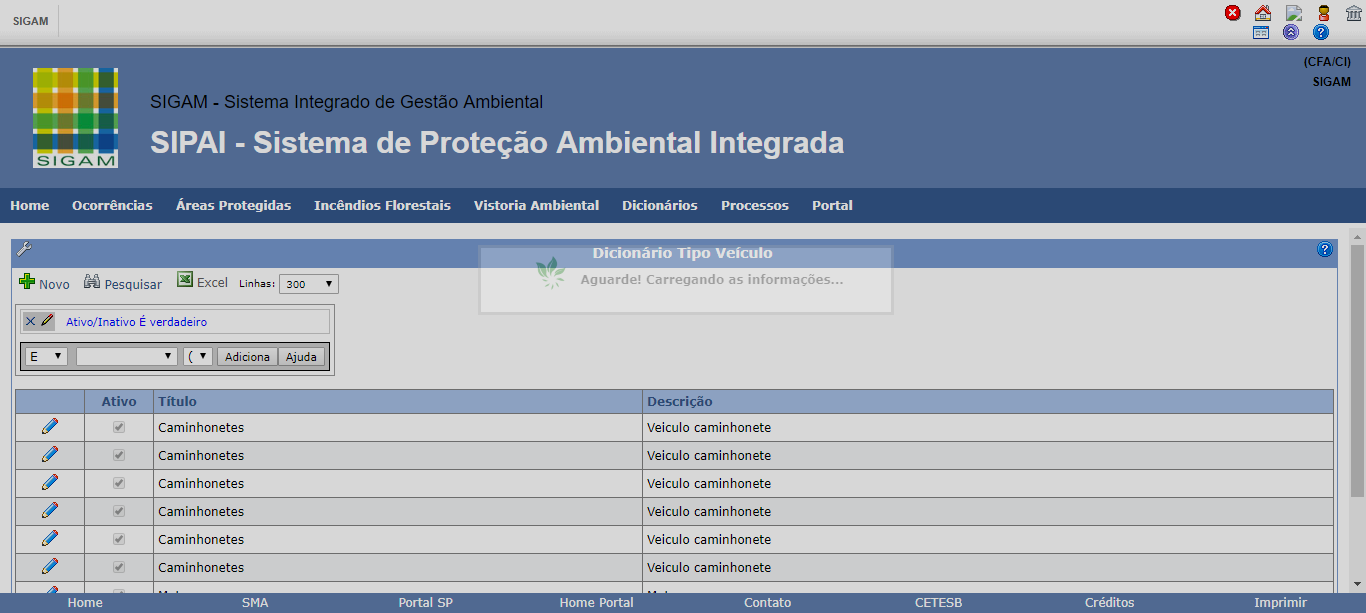 SIGAM
(CFA/CI)
SIGAM
SIGAM
SIGAM - Sistema Integrado de Gestão Ambiental
SIPAI - Sistema de Proteção Ambiental Integrada
Home Ocorrências Áreas Protegidas Incêndios Florestais Vistoria Ambiental Dicionários Processos Portal
Dicionário Tipo Veículo
Aguarde! Carregando as informações...
Novo Pesquisar Excel Linhas: 300
Ativo/Inativo É verdadeiro
E ( Adiciona Ajuda
Ativo Título Descrição
Caminhonetes Veiculo caminhonete
Caminhonetes Veiculo caminhonete
Caminhonetes Veiculo caminhonete
Caminhonetes Veiculo caminhonete
Caminhonetes Veiculo caminhonete
Caminhonetes Veiculo caminhonete
Home SMA Portal SP Home Portal Contato CETESB Créditos Imprimir